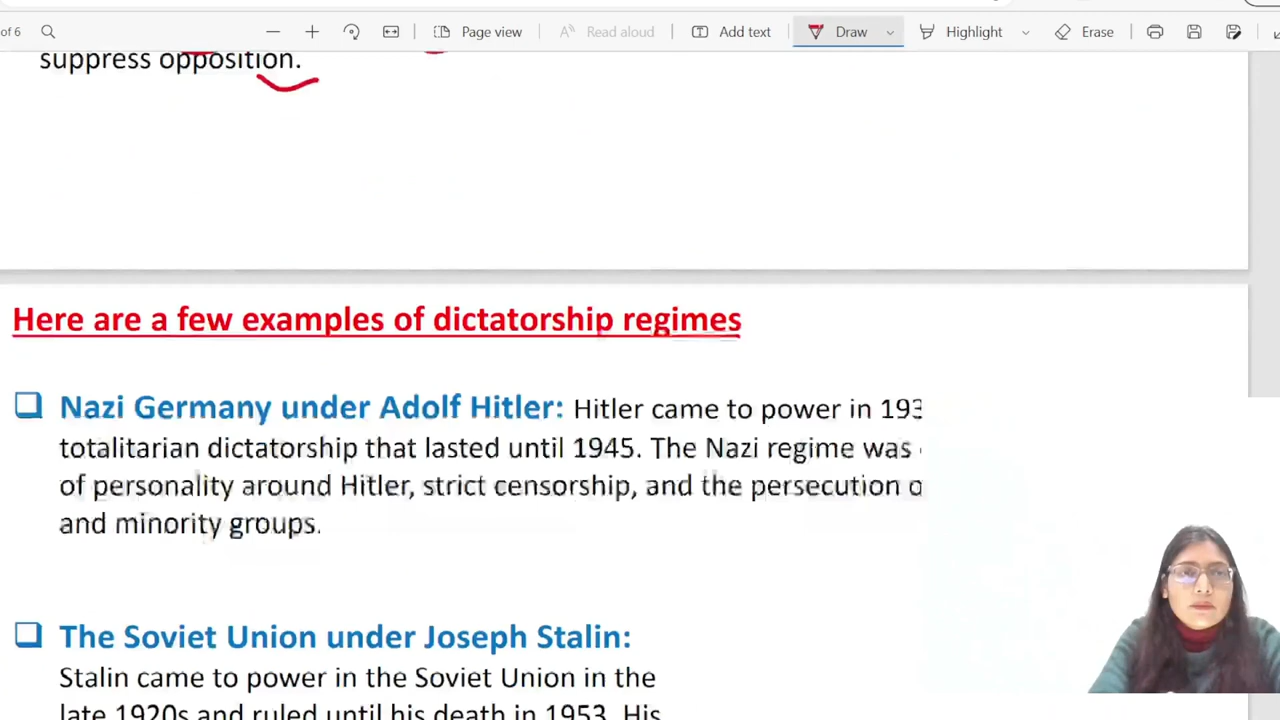 of 6 Page view Read aloud Add text Draw Highlight Erase
suppress opposition.
Here are a few examples of dictatorship regimes
Nazi Germany under Adolf Hitler: Hitler came to power in
totalitarian dictatorship that lasted until 1945. The Nazi regime was
of personality around Hitler, strict censorship, and the persecution
and minority groups.
The Soviet Union under Joseph Stalin:
Stalin came to power in the Soviet Union in the
late 1920s and ruled until his death in 1953. His